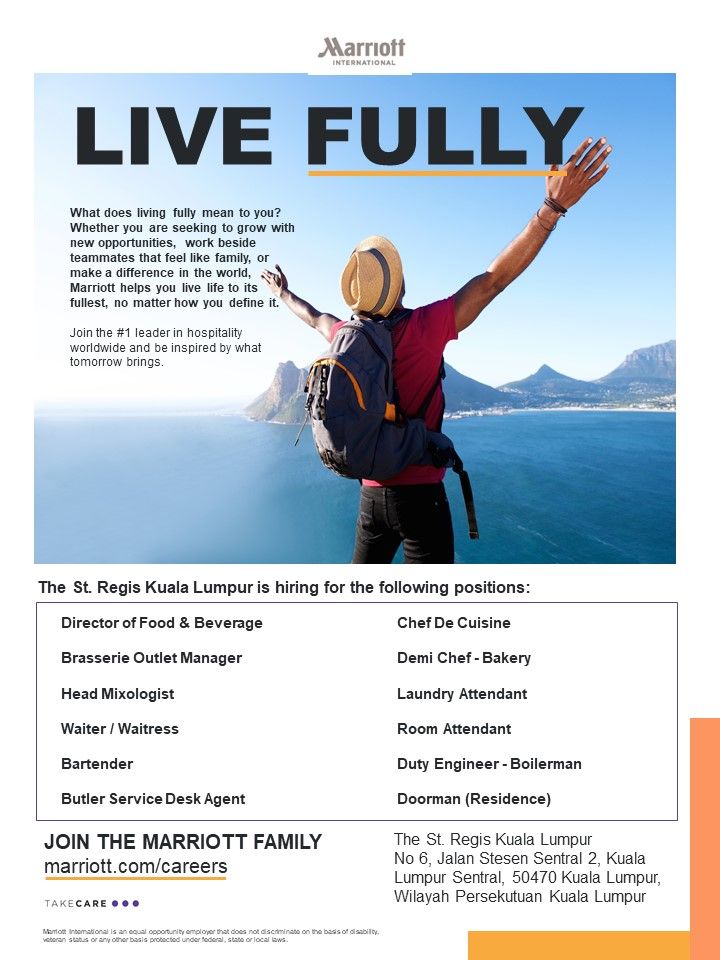 Marriott
INTERNATIONAL
LIVE FULLY
What does living fully mean to you?
Whether you are seeking to grow with
new opportunities, work beside
teammates that feel like family, or
make a difference in the world,
Marriott helps you live life to its
fullest, no matter how you define it.
Join the #1 leader in hospitality
worldwide and be inspired by what
tomorrow brings.
The St. Regis Kuala Lumpur is hiring for the following positions:
Director of Food & Beverage
Brasserie Outlet Manager
Head Mixologist
Waiter / Waitress
Bartender
Butler Service Desk Agent
Chef De Cuisine
Demi Chef - Bakery
Laundry Attendant
Room Attendant
Duty Engineer - Boilerman
Doorman (Residence)
JOIN THE MARRIOTT FAMILY
marriott.com/careers
TAKECARE
The St. Regis Kuala Lumpur
No 6, Jalan Stesen Sentral 2, Kuala
Lumpur Sentral, 50470 Kuala Lumpur,
Wilayah Persekutuan Kuala Lumpur
Marriott International is an equal opportunity employer that does not discriminate on the basis of disability,
veteran status or any other basis protected under federal, state or local laws.